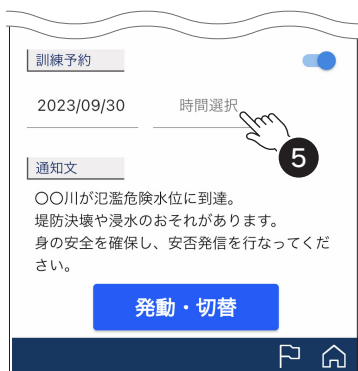 訓練予約
2023/09/30 時間選択
5
通知文
〇〇川が氾濫危険水位に到達。
堤防決壊や浸水のおそれがあります。
身の安全を確保し、安否発信を行なってくだ
さい。
発動・切替